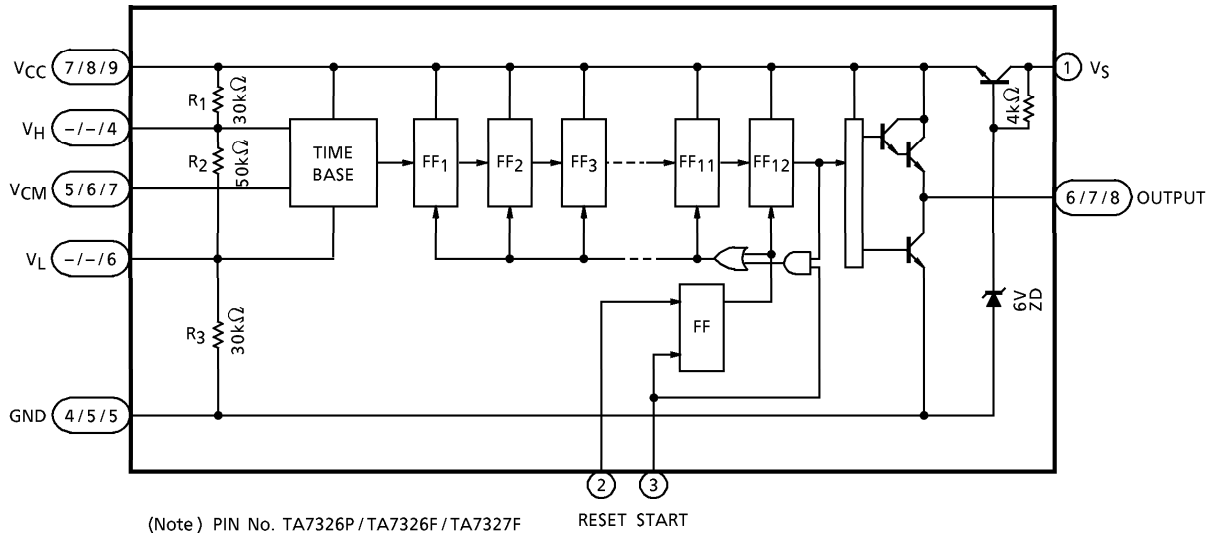 VCC 7/8/9
R1 30kΩ
VH -/-/4
R2 50kΩ
VCM 5/6/7
VL -/-/6
R3 30kΩ
GND 4/5/5
TIME
BASE
FF1
FF2
FF3
FF11
FF12
FF
4kΩ
1 VS
6/7/8 OUTPUT
6V
ZD
2 3
RESET START
(Note) PIN No. TA7326P/TA7326F/TA7327F